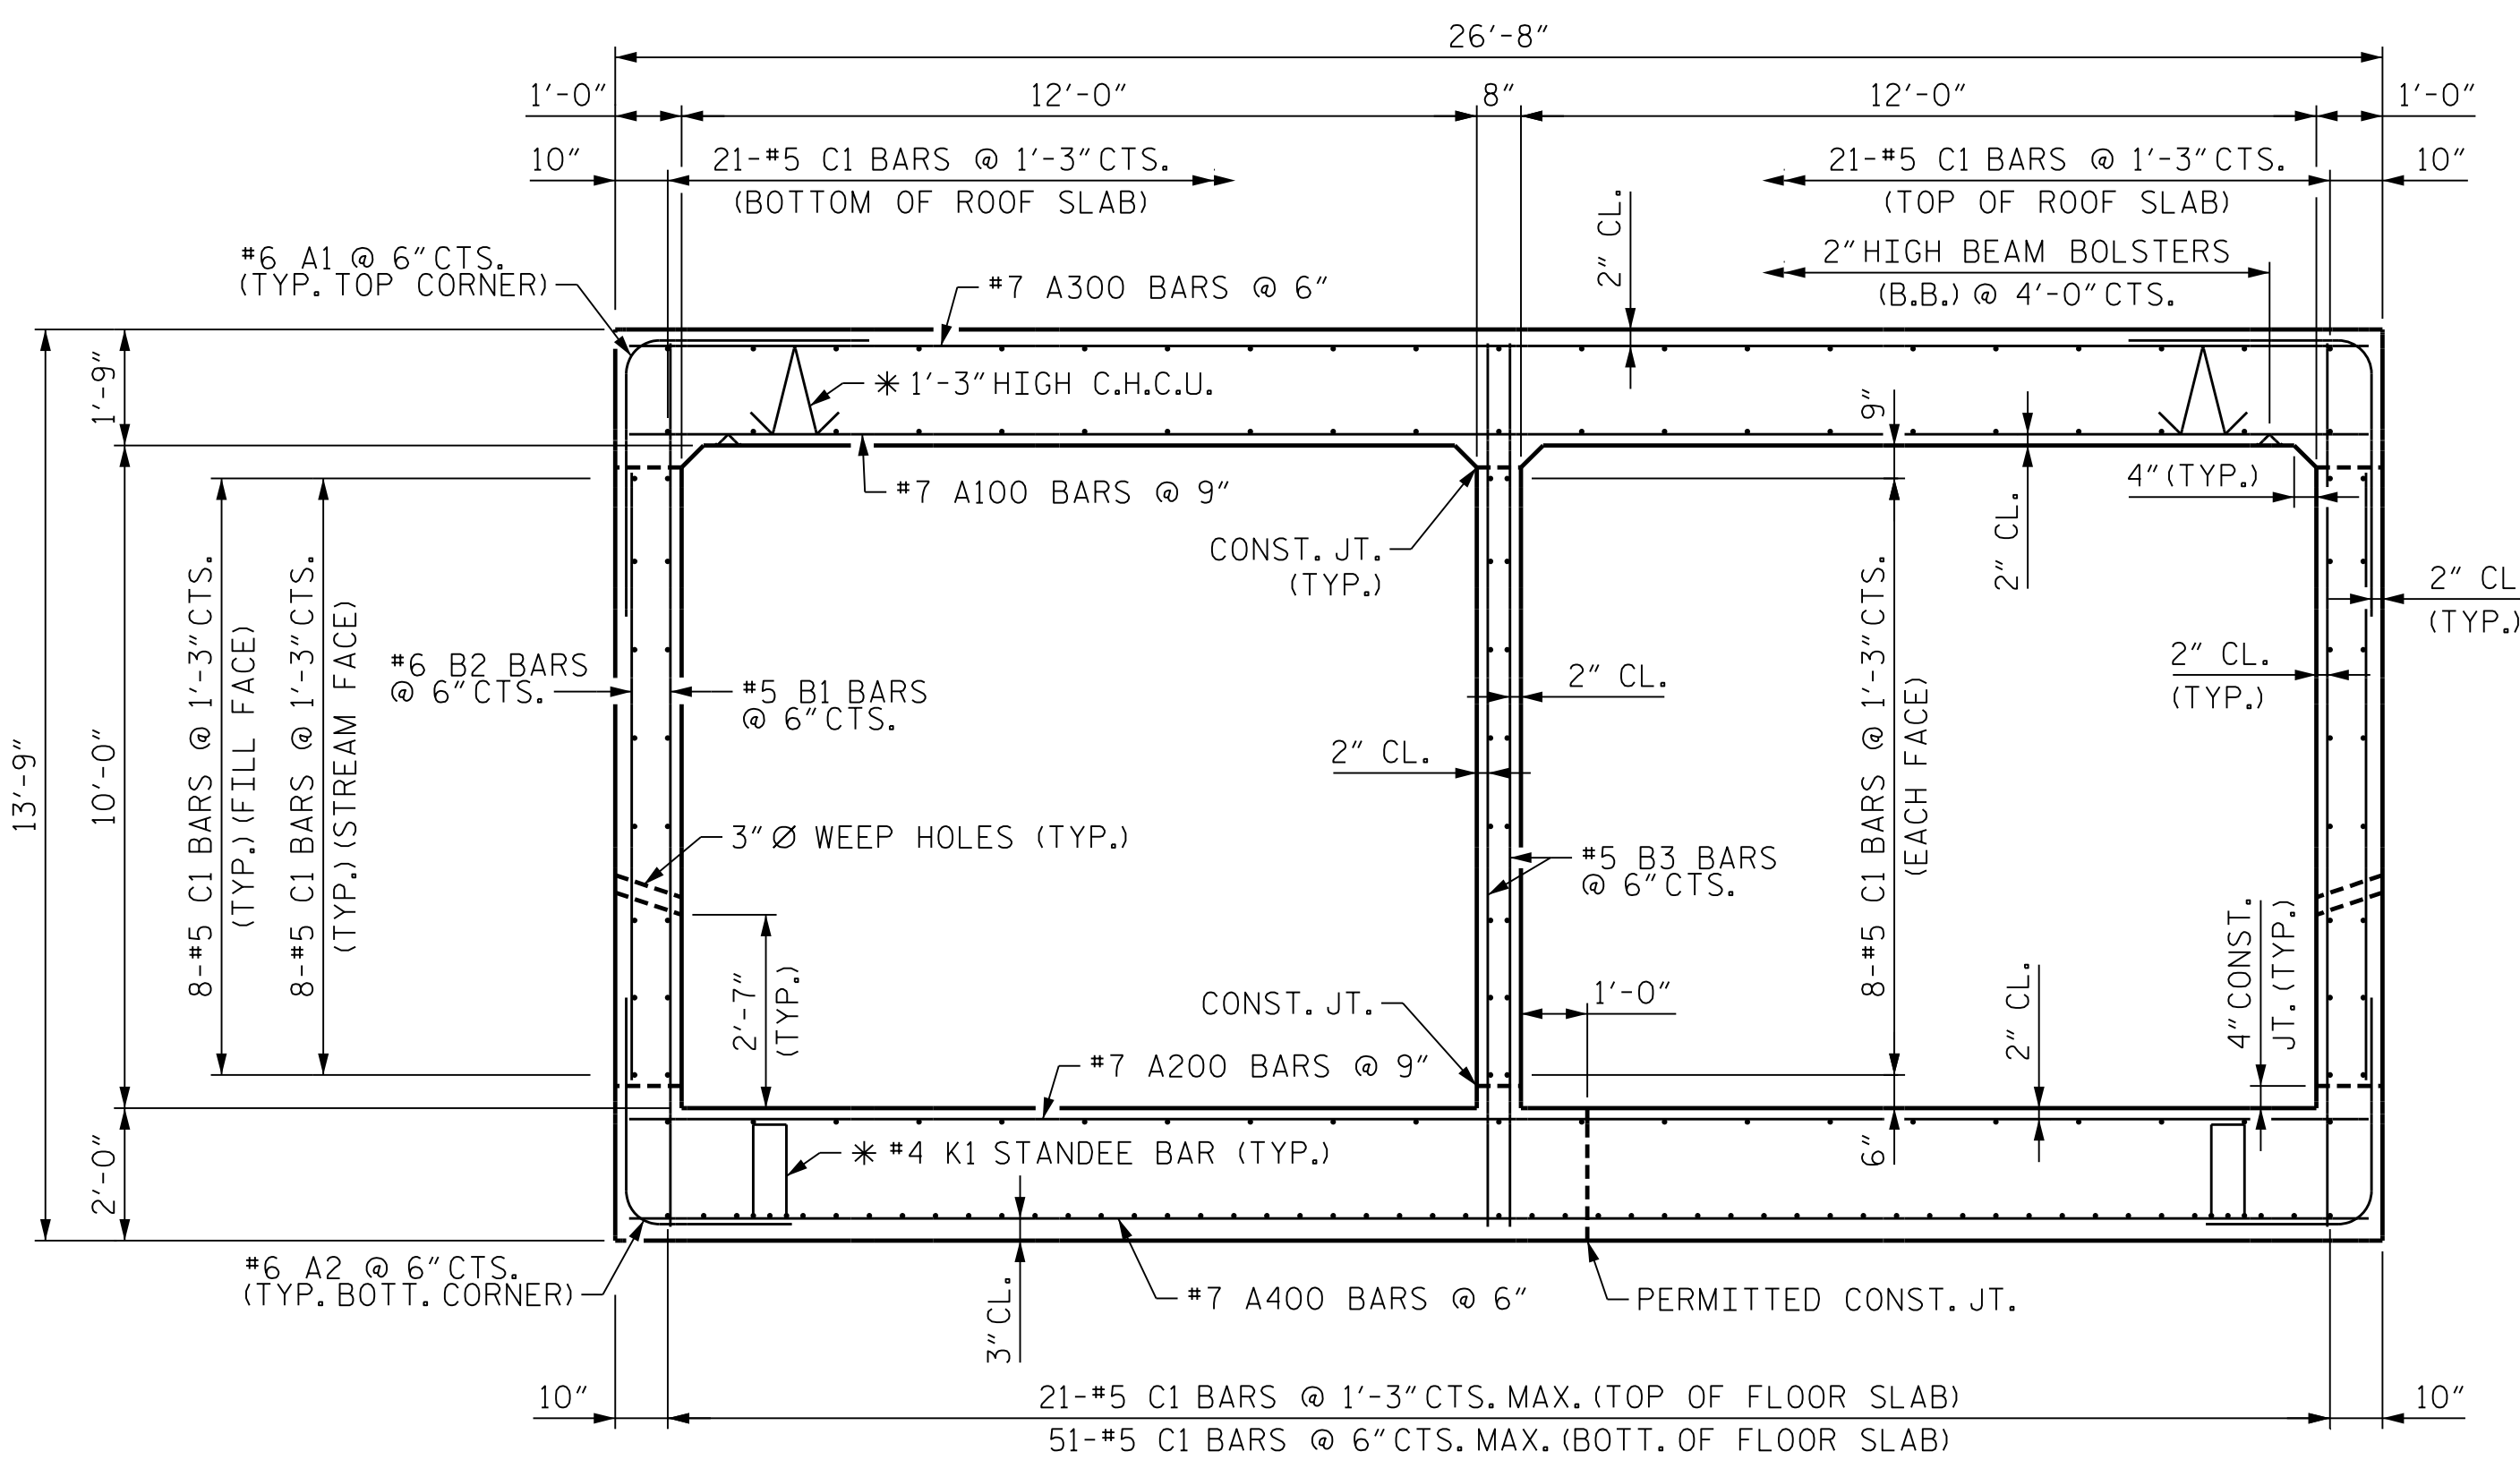 26'-8"
1'-0"
12'-0"
8"
12'-0"
1'-0"
10"
21-#5 C1 BARS @ 1'-3" CTS.
(BOTTOM OF ROOF SLAB)
21-#5 C1 BARS @ 1'-3" CTS.
(TOP OF ROOF SLAB)
10"
2" CL.
2" HIGH BEAM BOLSTERS
(B.B.) @ 4'-0" CTS.
#6 A1 @ 6" CTS.
(TYP. TOP CORNER)
#7 A300 BARS @ 6"
1'-9"
✳ 1'-3" HIGH C.H.C.U.
9"
#7 A100 BARS @ 9"
4" (TYP.)
CONST. JT.
(TYP.)
2" CL.
2" CL
(TYP.)
13'-9"
10'-0"
8-#5 C1 BARS @ 1'-3" CTS.
(TYP.) (FILL FACE)
8-#5 C1 BARS @ 1'-3" CTS.
(TYP.) (STREAM FACE)
#6 B2 BARS
@ 6" CTS.
#5 B1 BARS
@ 6" CTS.
2" CL.
2" CL.
8-#5 C1 BARS @ 1'-3" CTS.
(EACH FACE)
2" CL.
(TYP.)
3" Ø WEEP HOLES (TYP.)
#5 B3 BARS
@ 6" CTS.
2'-7"
(TYP.)
CONST. JT.
1'-0"
2" CL.
4" CONST.
JT. (TYP.)
#7 A200 BARS @ 9"
2'-0"
✳ #4 K1 STANDEE BAR (TYP.)
6"
#6 A2 @ 6" CTS.
(TYP. BOTT. CORNER)
3" CL.
#7 A400 BARS @ 6"
PERMITTED CONST. JT.
10"
21-#5 C1 BARS @ 1'-3" CTS. MAX. (TOP OF FLOOR SLAB)
51-#5 C1 BARS @ 6" CTS. MAX. (BOTT. OF FLOOR SLAB)
10"